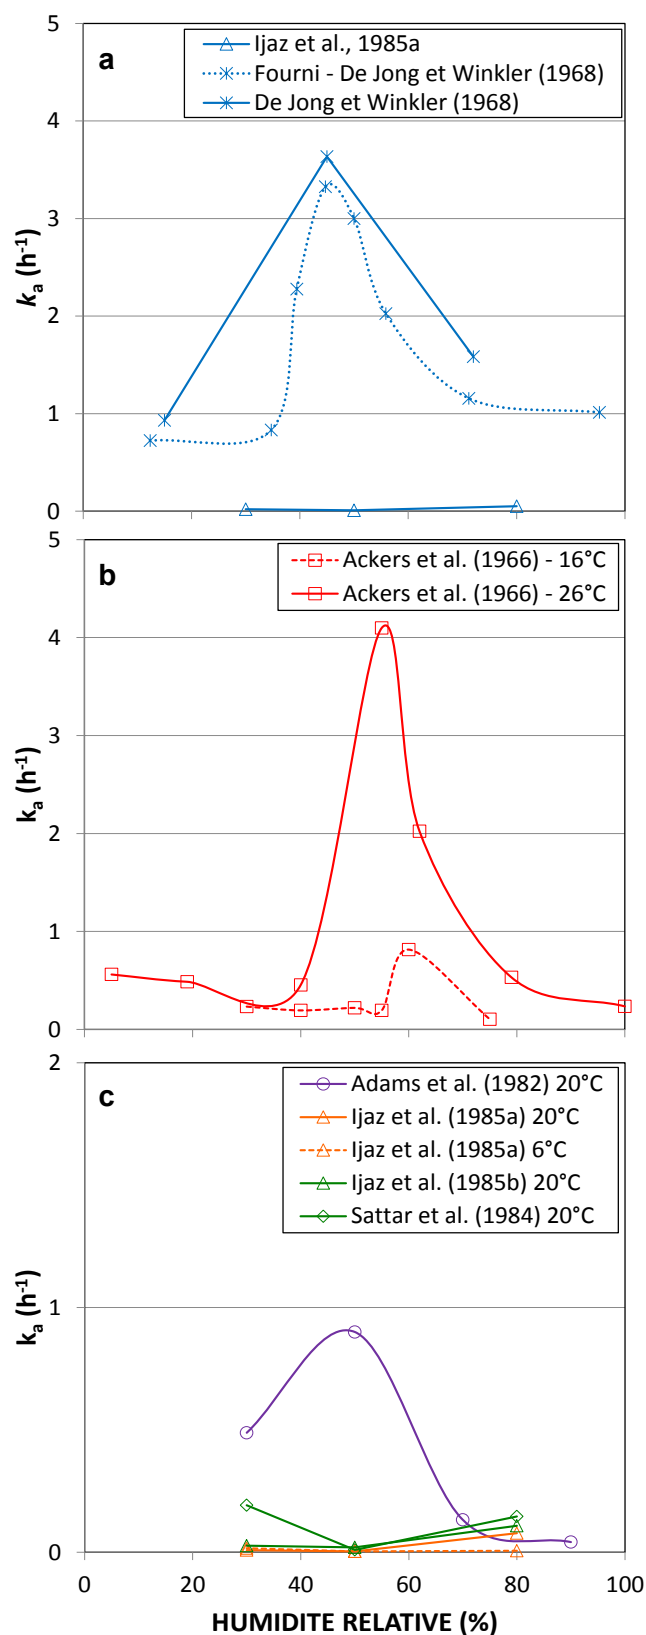 5
a
Ijaz et al., 1985a
Fourni - De Jong et Winkler (1968)
De Jong et Winkler (1968)
4
3
kₐ (h⁻¹)
2
1
0
5
b
Ackers et al. (1966) - 16°C
Ackers et al. (1966) - 26°C
4
3
kₐ (h⁻¹)
2
1
0
2
c
Adams et al. (1982) 20°C
Ijaz et al. (1985a) 20°C
Ijaz et al. (1985a) 6°C
Ijaz et al. (1985b) 20°C
Sattar et al. (1984) 20°C
kₐ (h⁻¹)
1
0
0 20 40 60 80 100
HUMIDITE RELATIVE (%)